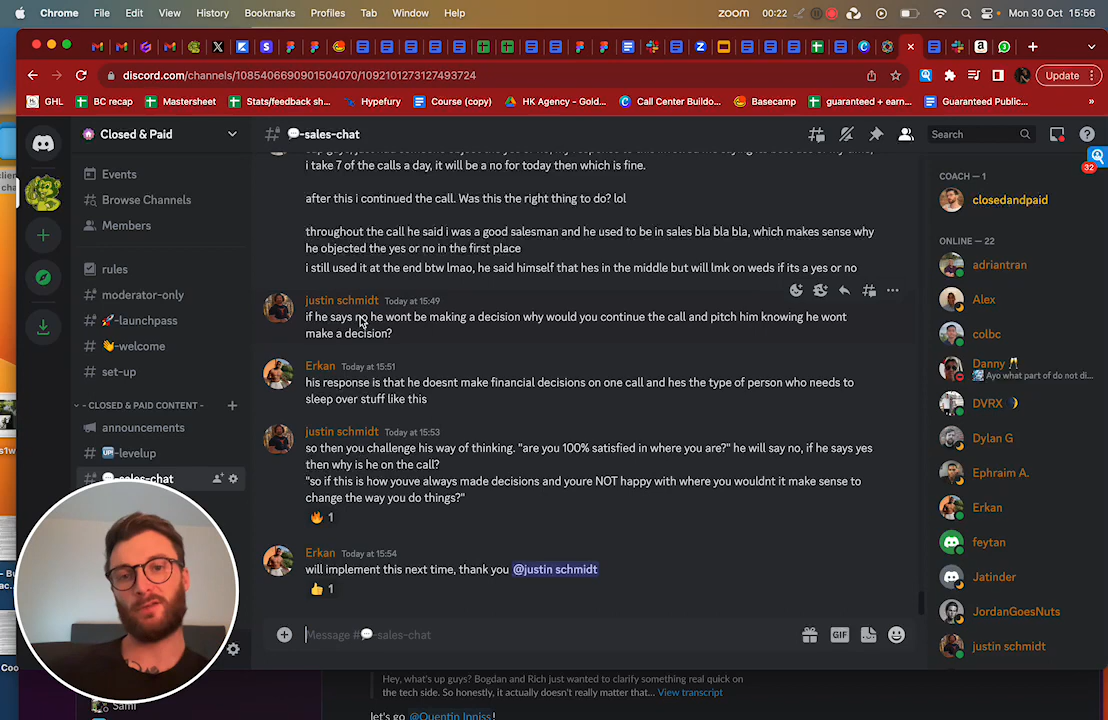 Chrome File Edit View History Bookmarks Profiles Tab Window Help zoom 00:22 Mon 30 Oct 15:56
discord.com/channels/1085406690901504070/1092101273127493724 Update
GHL BC recap Mastersheet Stats/feedback sh... Hypefury Course (copy) HK Agency - Gold... Call Center Buildo... Basecamp guaranteed + earn... Guaranteed Public... »
Closed & Paid
Events
Browse Channels
Members
rules
moderator-only
🚀-launchpass
👋-welcome
set-up
CLOSED & PAID CONTENT -
announcements
🆙-levelup
💬-sales-chat
# 💬-sales-chat
Search
32
i take 7 of the calls a day, it will be a no for today then which is fine.
after this i continued the call. Was this the right thing to do? lol
throughout the call he said i was a good salesman and he used to be in sales bla bla bla, which makes sense why
he objected the yes or no in the first place
i still used it at the end btw lmao, he said himself that hes in the middle but will lmk on weds if its a yes or no
justin schmidt Today at 15:49
if he says no he wont be making a decision why would you continue the call and pitch him knowing he wont
make a decision?
Erkan Today at 15:51
his response is that he doesnt make financial decisions on one call and hes the type of person who needs to
sleep over stuff like this
justin schmidt Today at 15:53
so then you challenge his way of thinking. "are you 100% satisfied in where you are?" he will say no, if he says yes
then why is he on the call?
"so if this is how youve always made decisions and youre NOT happy with where you wouldnt it make sense to
change the way you do things?"
🔥 1
Erkan Today at 15:54
will implement this next time, thank you @justin schmidt
👍 1
Message #💬-sales-chat
GIF
COACH — 1
closedandpaid
ONLINE — 22
adriantran
Alex
colbc
Danny 🥂
Ayo what part of do not di...
DVRX 🌒
Dylan G
Ephraim A.
Erkan
feytan
Jatinder
JordanGoesNuts
justin schmidt
Hey, what's up guys? Bogdan and Rich just wanted to clarify something real quick on
the tech side. So honestly, it actually doesn't really matter that... View transcript
let's go @Quentin Inniss!
Sami